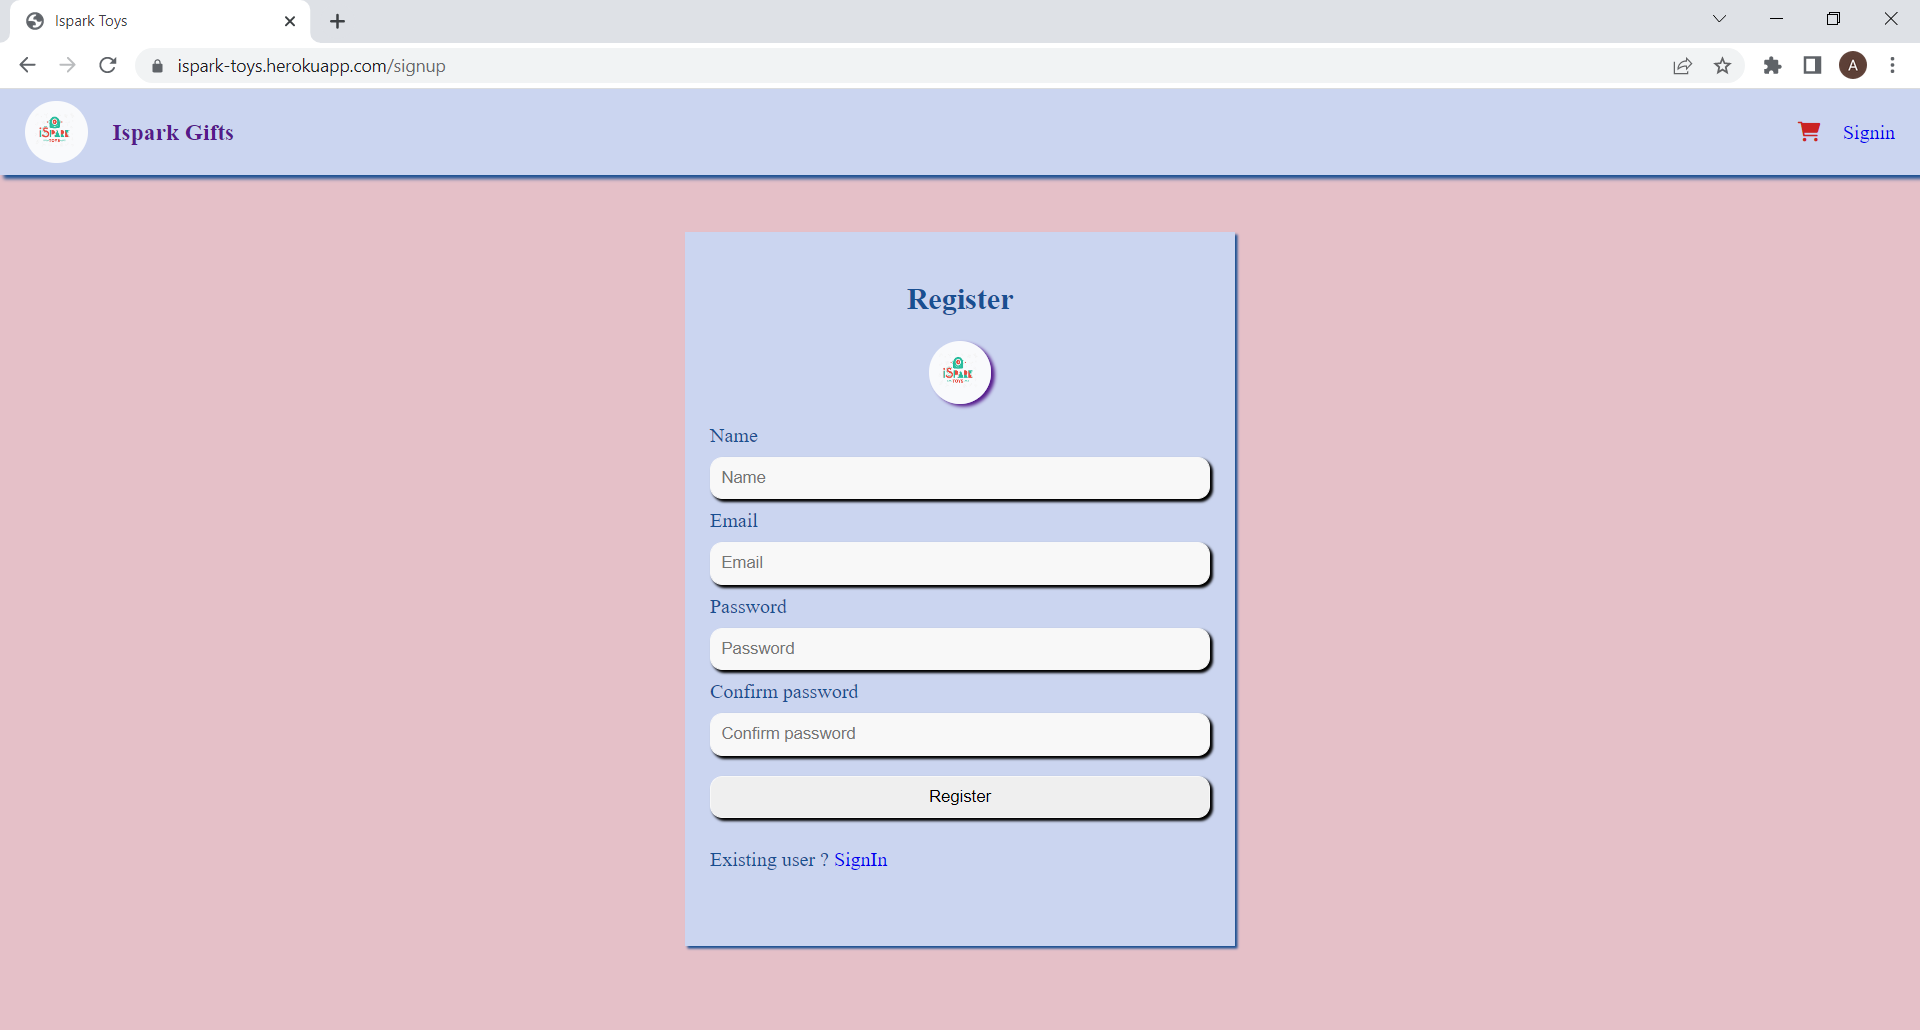 Ispark Toys
ispark-toys.herokuapp.com/signup
A
iSPARK
TOYS
Ispark Gifts
Signin
Register
iSPARK
TOYS
Name
Name
Email
Email
Password
Password
Confirm password
Confirm password
Register
Existing user ? SignIn